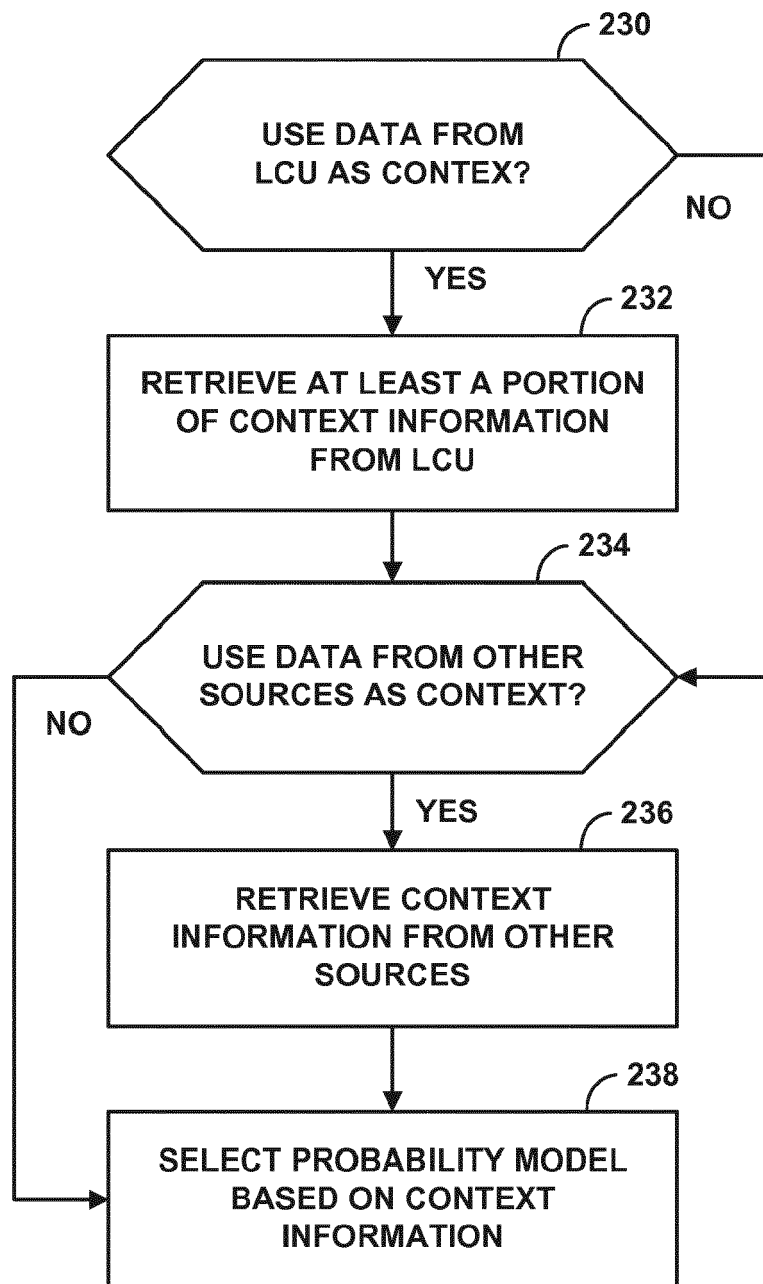 230
USE DATA FROM
LCU AS CONTEX?
NO
YES
232
RETRIEVE AT LEAST A PORTION
OF CONTEXT INFORMATION
FROM LCU
234
USE DATA FROM OTHER
SOURCES AS CONTEXT?
NO
YES
236
RETRIEVE CONTEXT
INFORMATION FROM OTHER
SOURCES
238
SELECT PROBABILITY MODEL
BASED ON CONTEXT
INFORMATION